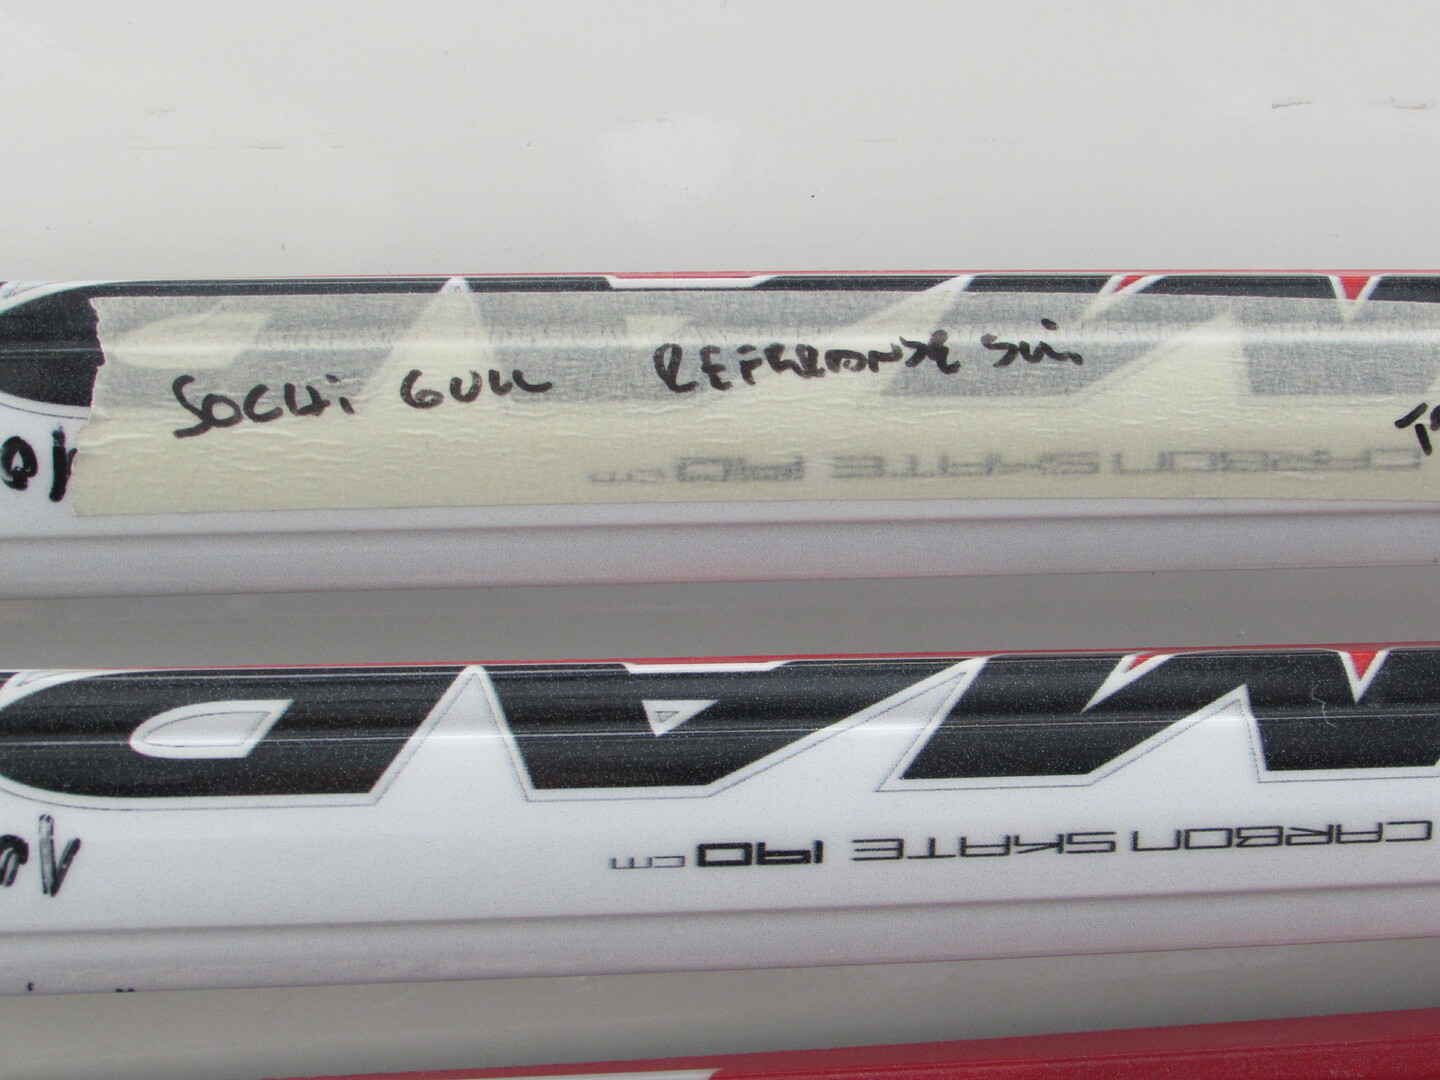 SOCHi GULL REFERANSE SKi
CARBON SKATE 190 cm
CARBON SKATE 190 cm